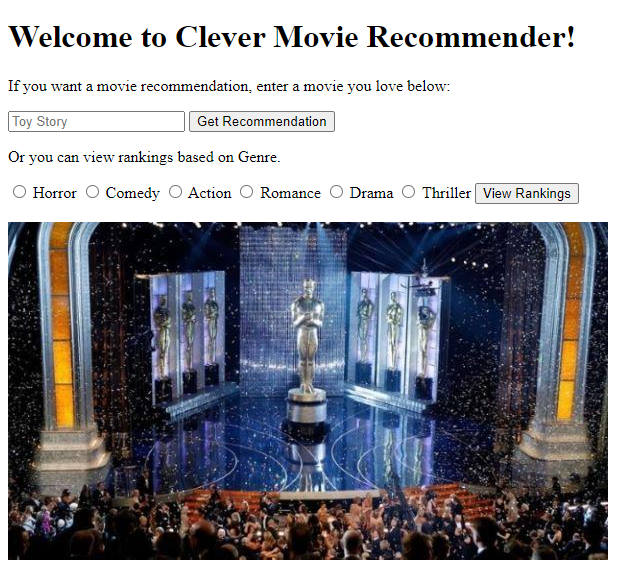 Welcome to Clever Movie Recommender!
If you want a movie recommendation, enter a movie you love below:
Toy Story Get Recommendation
Or you can view rankings based on Genre.
Horror Comedy Action Romance Drama Thriller View Rankings